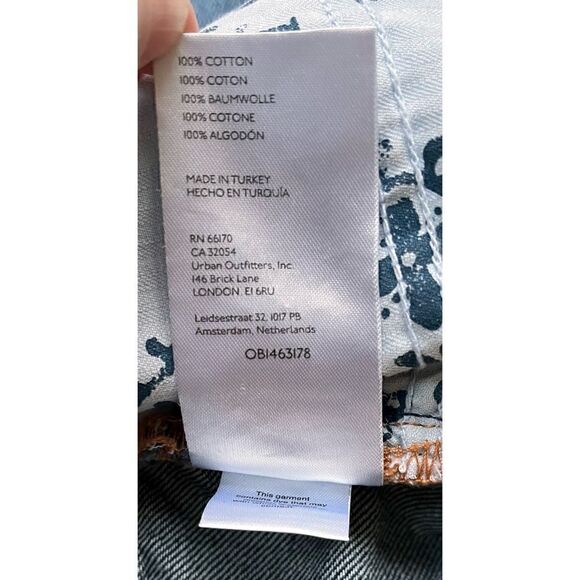 100% COTTON
100% COTON
100% BAUMWOLLE
100% COTONE
100% ALGODÓN
MADE IN TURKEY
HECHO EN TURQUÍA
RN 66170
CA 32054
Urban Outfitters, Inc.
146 Brick Lane
LONDON. E1 6RU
Leidsestraat 32, 1017 PB
Amsterdam, Netherlands
OB1463178
This garment
contains dye that may